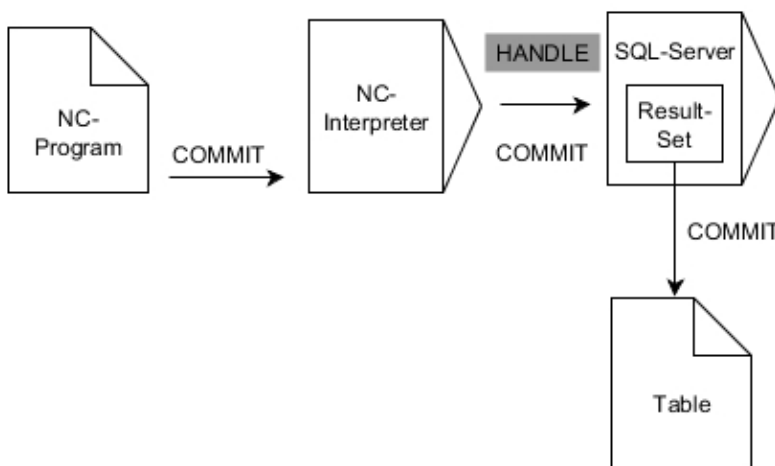 NC-
Program
COMMIT
NC-
Interpreter
HANDLE
COMMIT
SQL-Server
Result-
Set
COMMIT
Table